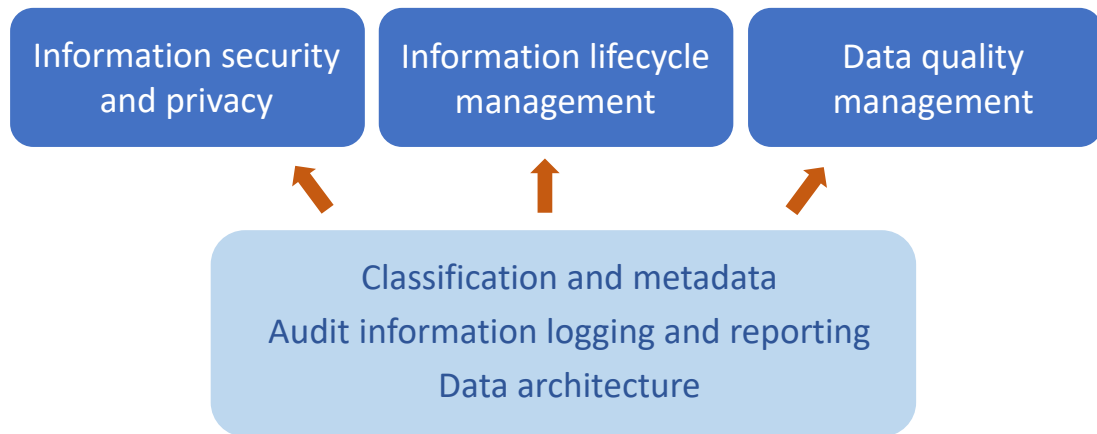 Information security
and privacy
Information lifecycle
management
Data quality
management
Classification and metadata
Audit information logging and reporting
Data architecture